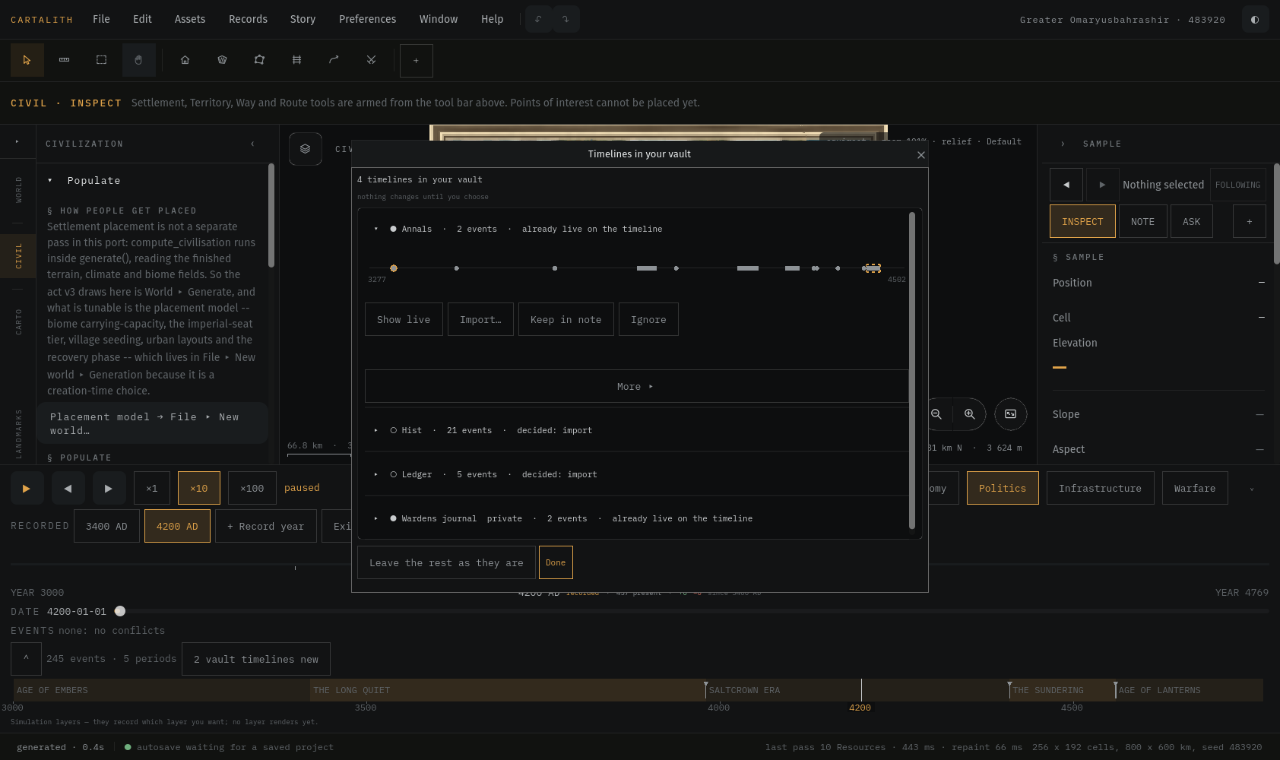 CARTALITH File Edit Assets Records Story Preferences Window Help Greater Omaryusbahrashir · 483920
+
CIVIL · INSPECT Settlement, Territory, Way and Route tools are armed from the tool bar above. Points of interest cannot be placed yet.
CIVILIZATION
WORLD
CIVIL
CARTO
LANDMARKS
Populate
§ HOW PEOPLE GET PLACED
Settlement placement is not a separate
pass in this port: compute_civilisation runs
inside generate(), reading the finished
terrain, climate and biome fields. So the
act v3 draws here is World ▸ Generate, and
what is tunable is the placement model --
biome carrying-capacity, the imperial-seat
tier, village seeding, urban layouts and the
recovery phase -- which lives in File ▸ New
world ▸ Generation because it is a
creation-time choice.
Placement model → File ▸ New
world…
§ POPULATE
· relief · Default
66.8 km ·
31 km N · 3 624 m
Timelines in your vault
4 timelines in your vault
nothing changes until you choose
Annals · 2 events · already live on the timeline
3277 4502
Show live Import… Keep in note Ignore
More ▸
Hist · 21 events · decided: import
Ledger · 5 events · decided: import
Wardens journal private · 2 events · already live on the timeline
Leave the rest as they are Done
SAMPLE
Nothing selected FOLLOWING
INSPECT NOTE ASK +
§ SAMPLE
Position —
Cell —
Elevation
—
Slope —
Aspect —
×1 ×10 ×100 paused Politics Infrastructure Warfare
RECORDED 3400 AD 4200 AD + Record year
YEAR 3000 YEAR 4769
DATE 4200-01-01
EVENTS none: no conflicts
^ 245 events · 5 periods 2 vault timelines new
AGE OF EMBERS THE LONG QUIET SALTCROWN ERA THE SUNDERING AGE OF LANTERNS
3000 3500 4000 4200 4500
Simulation layers — they record which layer you want; no layer renders yet.
generated · 0.4s autosave waiting for a saved project last pass 10 Resources · 443 ms · repaint 66 ms 256 x 192 cells, 800 x 600 km, seed 483920